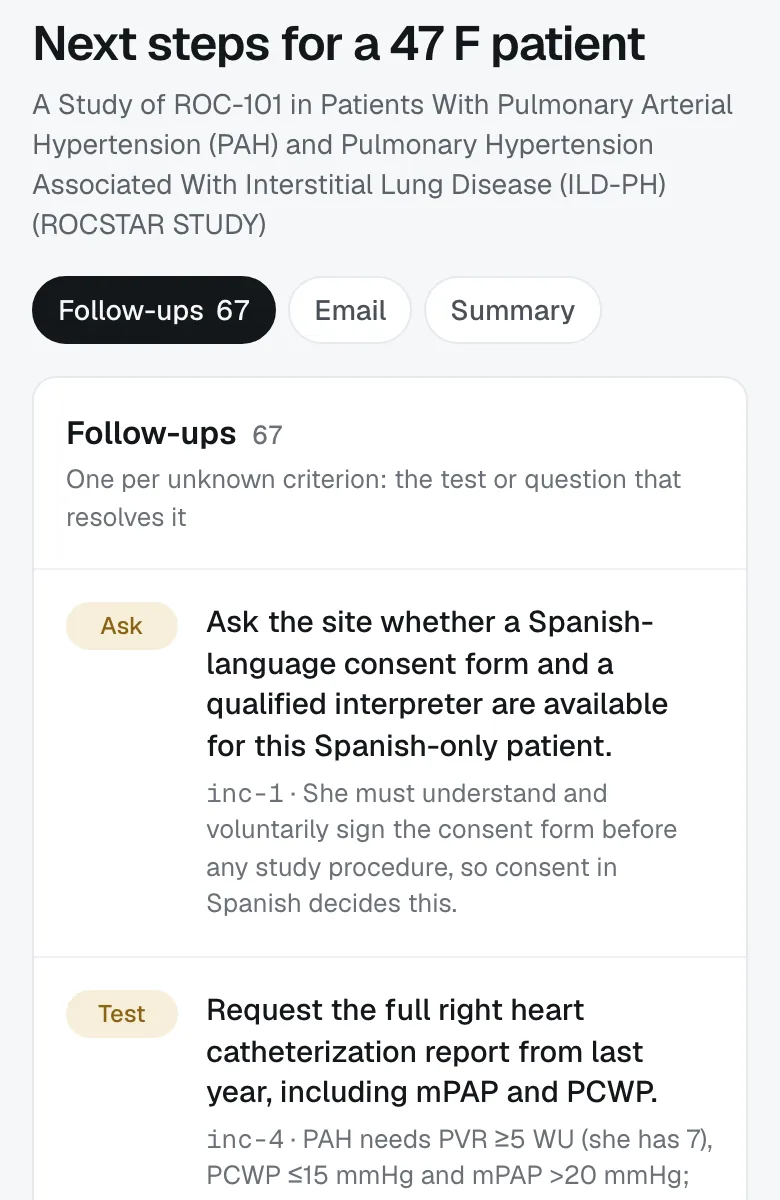 Next steps for a 47 F patient
A Study of ROC-101 in Patients With Pulmonary Arterial
Hypertension (PAH) and Pulmonary Hypertension
Associated With Interstitial Lung Disease (ILD-PH)
(ROCSTAR STUDY)
Follow-ups 67 Email Summary
Follow-ups 67
One per unknown criterion: the test or question that
resolves it
Ask
Ask the site whether a Spanish-
language consent form and a
qualified interpreter are available
for this Spanish-only patient.
inc-1 · She must understand and
voluntarily sign the consent form before
any study procedure, so consent in
Spanish decides this.
Test
Request the full right heart
catheterization report from last
year, including mPAP and PCWP.
inc-4 · PAH needs PVR ≥5 WU (she has 7),
PCWP ≤15 mmHg and mPAP >20 mmHg;